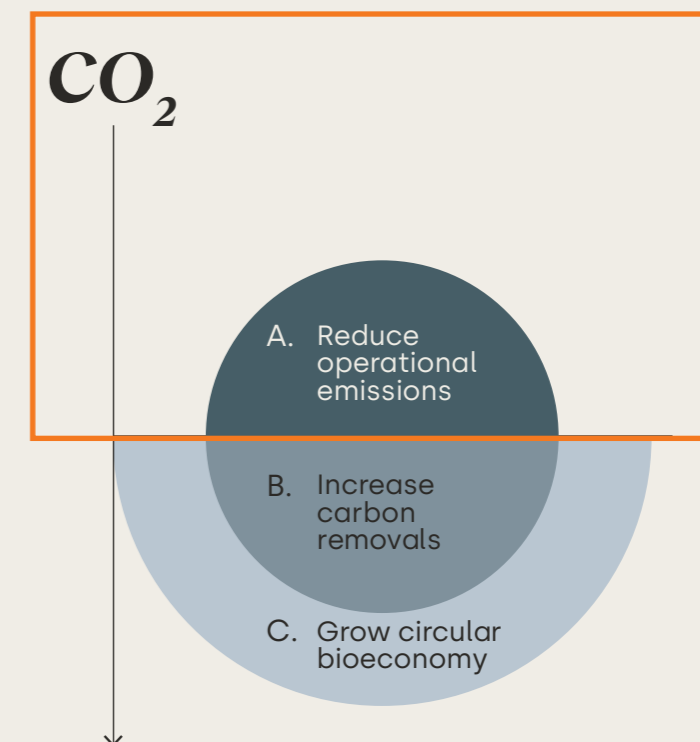 CO₂
A. Reduce
operational
emissions
B. Increase
carbon
removals
C. Grow circular
bioeconomy